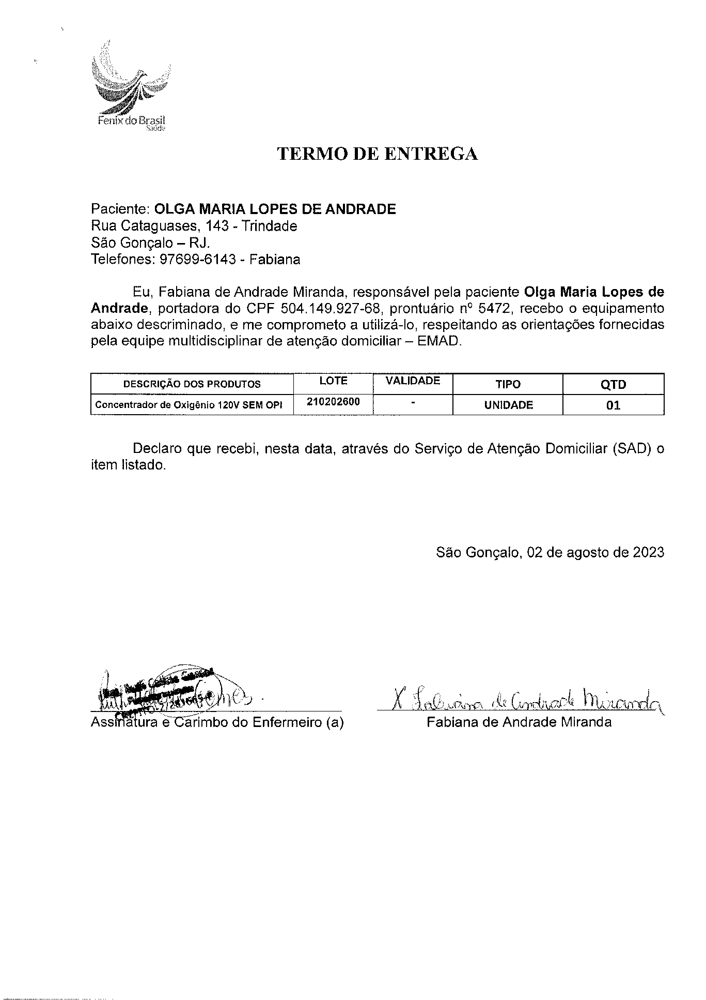 Fenix do Brasil
Saúde
TERMO DE ENTREGA
Paciente: OLGA MARIA LOPES DE ANDRADE
Rua Cataguases, 143 - Trindade
São Gonçalo – RJ.
Telefones: 97699-6143 - Fabiana
Eu, Fabiana de Andrade Miranda, responsável pela paciente Olga Maria Lopes de
Andrade, portadora do CPF 504.149.927-68, prontuário nº 5472, recebo o equipamento
abaixo descriminado, e me comprometo a utilizá-lo, respeitando as orientações fornecidas
pela equipe multidisciplinar de atenção domiciliar – EMAD.
DESCRIÇÃO DOS PRODUTOS LOTE VALIDADE TIPO QTD
Concentrador de Oxigênio 120V SEM OPI 210202600 - UNIDADE 01
Declaro que recebi, nesta data, através do Serviço de Atenção Domiciliar (SAD) o
item listado.
São Gonçalo, 02 de agosto de 2023
Gomes
X Fabiana de Andrade Miranda
Assinatura e Carimbo do Enfermeiro (a) Fabiana de Andrade Miranda